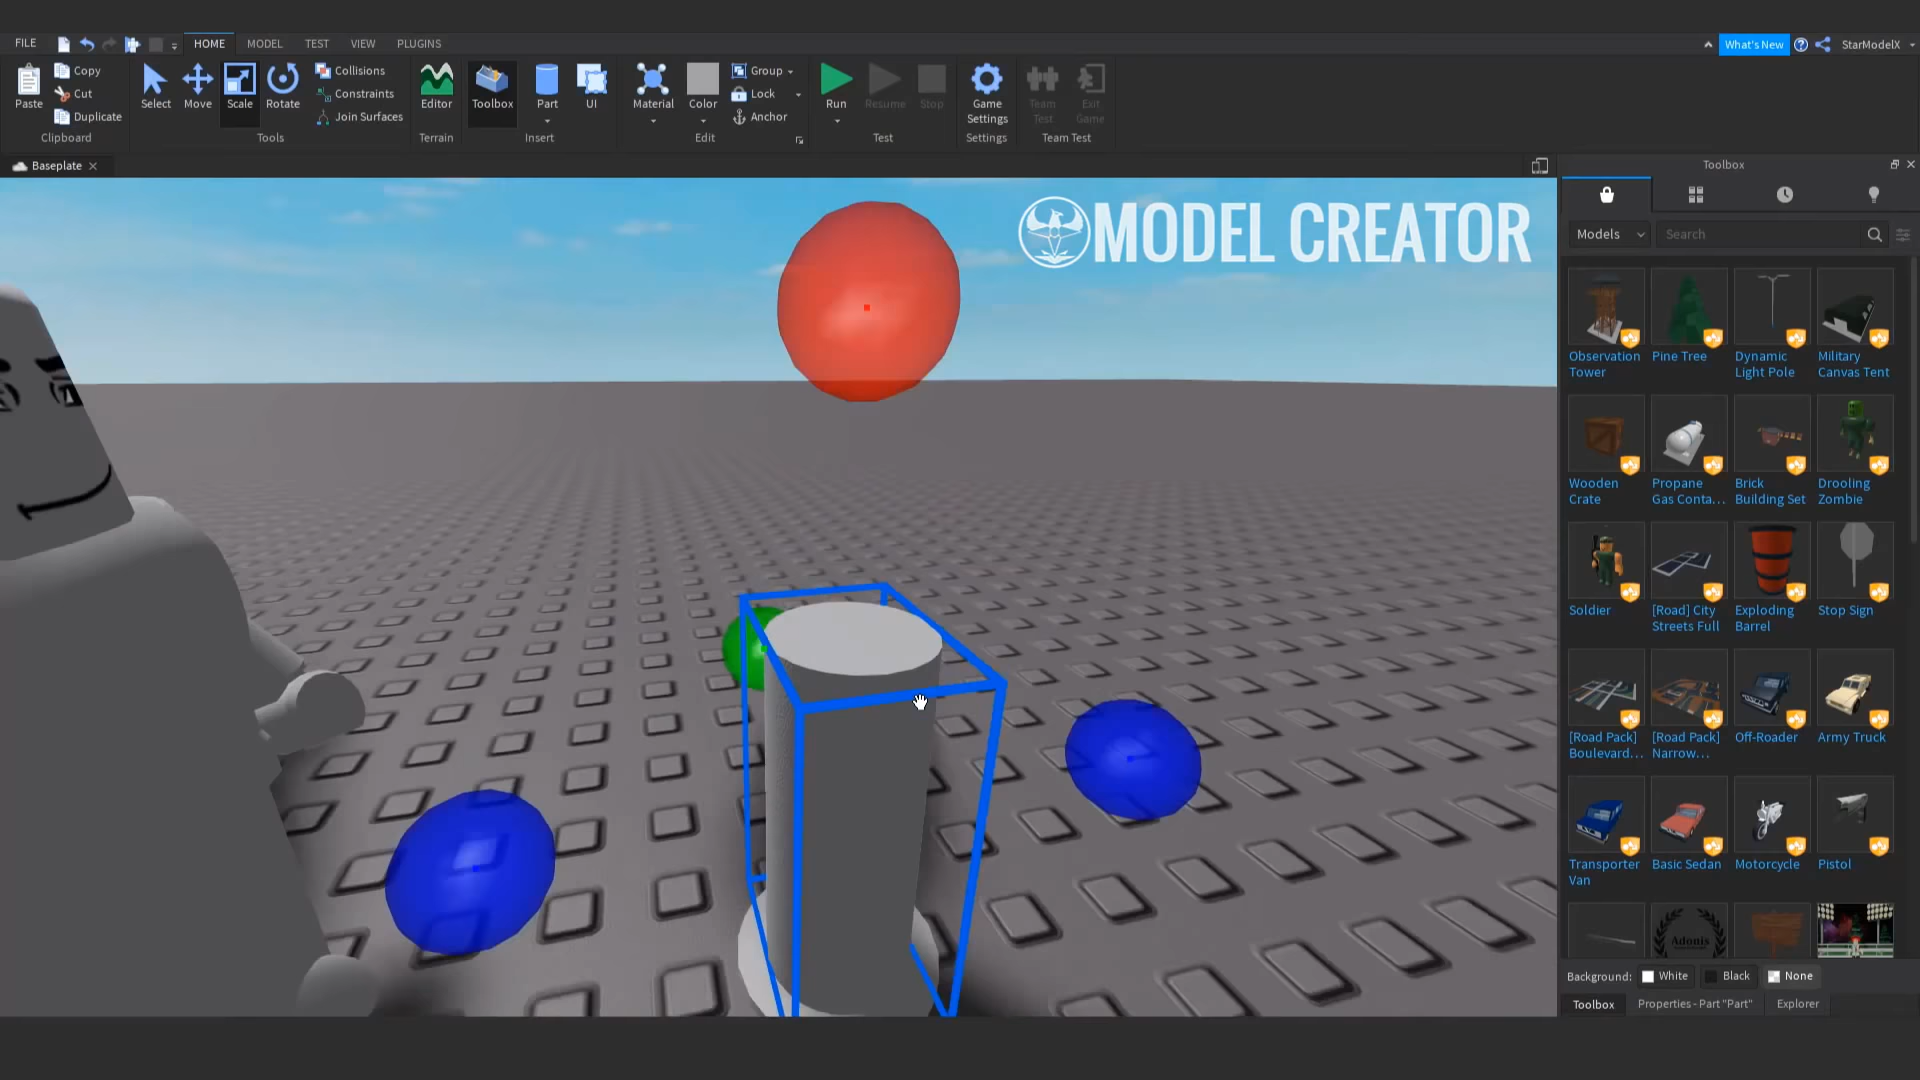 FILE
HOME
MODEL
TEST
VIEW
PLUGINS
What's New
StarModelX
Paste
Copy
Cut
Duplicate
Clipboard
Select
Move
Scale
Rotate
Collisions
Constraints
Join Surfaces
Tools
Editor
Terrain
Toolbox
Part
UI
Insert
Material
Color
Group
Lock
Anchor
Edit
Run
Resume
Stop
Test
Game
Settings
Settings
Team
Test
Exit
Game
Team Test
Baseplate
MODEL CREATOR
Toolbox
Models
Search
Observation
Tower
Pine Tree
Dynamic
Light Pole
Military
Canvas Tent
Wooden
Crate
Propane
Gas Conta...
Brick
Building Set
Drooling
Zombie
Soldier
[Road] City
Streets Full
Exploding
Barrel
Stop Sign
[Road Pack]
Boulevard...
[Road Pack]
Narrow...
Off-Roader
Army Truck
Transporter
Van
Basic Sedan
Motorcycle
Pistol
Adonis
Background:
White
Black
None
Toolbox
Properties - Part "Part"
Explorer